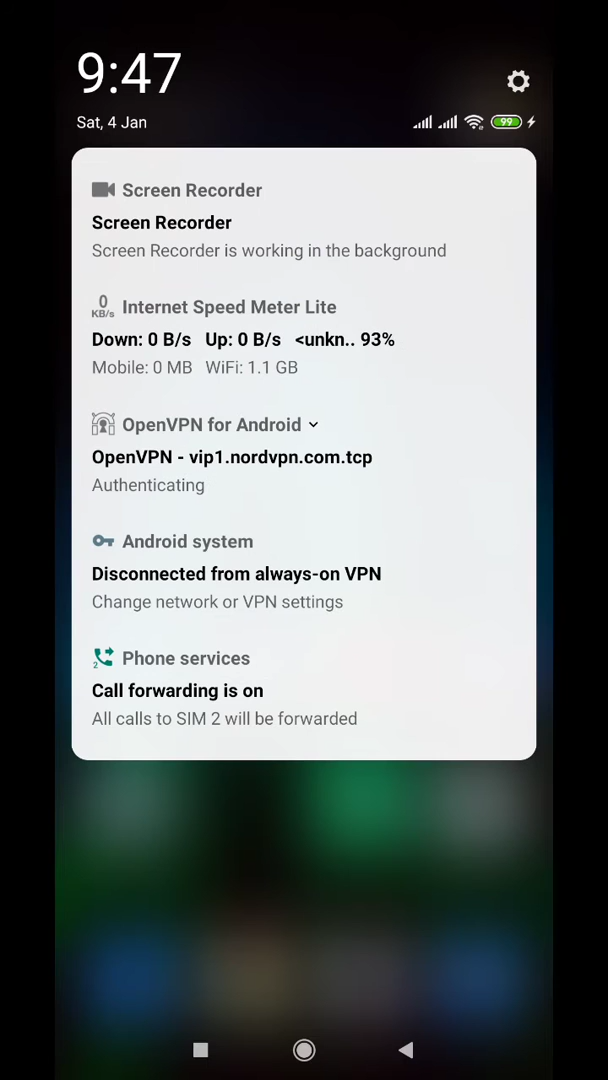 9:47
Sat, 4 Jan
99
Screen Recorder
Screen Recorder
Screen Recorder is working in the background
0
KB/s
Internet Speed Meter Lite
Down: 0 B/s   Up: 0 B/s   <unkn.. 93%
Mobile: 0 MB   WiFi: 1.1 GB
OpenVPN for Android
OpenVPN - vip1.nordvpn.com.tcp
Authenticating
Android system
Disconnected from always-on VPN
Change network or VPN settings
2
Phone services
Call forwarding is on
All calls to SIM 2 will be forwarded